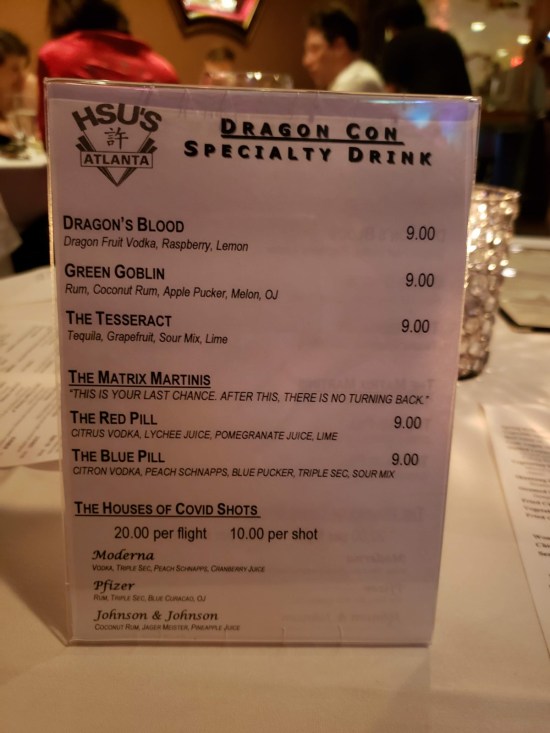 HSU'S
許
ATLANTA
DRAGON CON
SPECIALTY DRINK
DRAGON'S BLOOD 9.00
Dragon Fruit Vodka, Raspberry, Lemon
GREEN GOBLIN 9.00
Rum, Coconut Rum, Apple Pucker, Melon, OJ
THE TESSERACT 9.00
Tequila, Grapefruit, Sour Mix, Lime
THE MATRIX MARTINIS
"THIS IS YOUR LAST CHANCE. AFTER THIS, THERE IS NO TURNING BACK."
THE RED PILL 9.00
CITRUS VODKA, LYCHEE JUICE, POMEGRANATE JUICE, LIME
THE BLUE PILL 9.00
CITRON VODKA, PEACH SCHNAPPS, BLUE PUCKER, TRIPLE SEC, SOUR MIX
THE HOUSES OF COVID SHOTS
20.00 per flight 10.00 per shot
Moderna
VODKA, TRIPLE SEC, PEACH SCHNAPPS, CRANBERRY JUICE
Pfizer
RUM, TRIPLE SEC, BLUE CURACAO, OJ
Johnson & Johnson
COCONUT RUM, JAGER MEISTER, PINEAPPLE JUICE